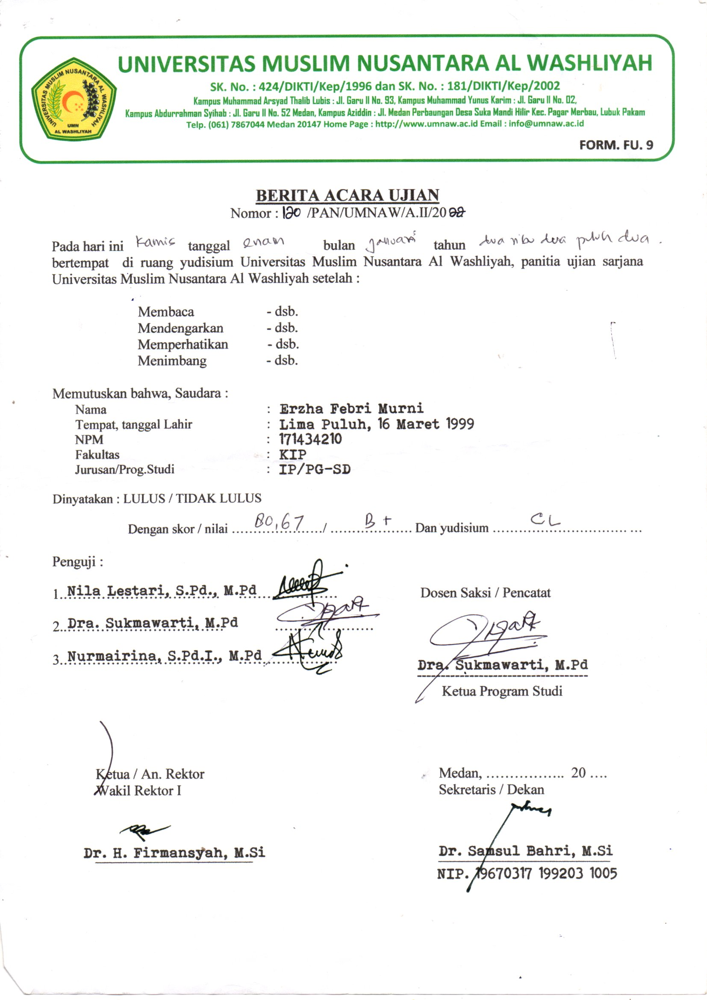 UNIVERSITAS MUSLIM NUSANTARA AL WASHLIYAH
UMN
AL WASHLIYAH
UNIVERSITAS MUSLIM NUSANTARA AL WASHLIYAH
SK. No. : 424/DIKTI/Kep/1996 dan SK. No. : 181/DIKTI/Kep/2002
Kampus Muhammad Arsyad Thalib Lubis : Jl. Garu II No. 93, Kampus Muhammad Yunus Karim : Jl. Garu II No. 02,
Kampus Abdurrahman Syihab : Jl. Garu II No. 52 Medan, Kampus Aziddin : Jl. Medan Perbaungan Desa Suka Mandi Hilir Kec. Pagar Merbau, Lubuk Pakam
Telp. (061) 7867044 Medan 20147 Home Page : http://www.umnaw.ac.id Email : info@umnaw.ac.id
FORM. FU. 9
BERITA ACARA UJIAN
Nomor : 120 /PAN/UMNAW/A.II/2022
Pada hari ini Kamis tanggal enam bulan januari tahun dua ribu dua puluh dua .
bertempat di ruang yudisium Universitas Muslim Nusantara Al Washliyah, panitia ujian sarjana
Universitas Muslim Nusantara Al Washliyah setelah :
Membaca - dsb.
Mendengarkan - dsb.
Memperhatikan - dsb.
Menimbang - dsb.
Memutuskan bahwa, Saudara :
Nama : Erzha Febri Murni
Tempat, tanggal Lahir : Lima Puluh, 16 Maret 1999
NPM : 171434210
Fakultas : KIP
Jurusan/Prog.Studi : IP/PG-SD
Dinyatakan : LULUS / TIDAK LULUS
Dengan skor / nilai 80,67 / B+ Dan yudisium CL
Penguji :
1. Nila Lestari, S.Pd., M.Pd
Dosen Saksi / Pencatat
2. Dra. Sukmawarti, M.Pd
3. Nurmairina, S.Pd.I., M.Pd
Dra. Sukmawarti, M.Pd
Ketua Program Studi
Ketua / An. Rektor
Wakil Rektor I
Medan, ................. 20 ....
Sekretaris / Dekan
Dr. H. Firmansyah, M.Si
Dr. Samsul Bahri, M.Si
NIP. 19670317 199203 1005